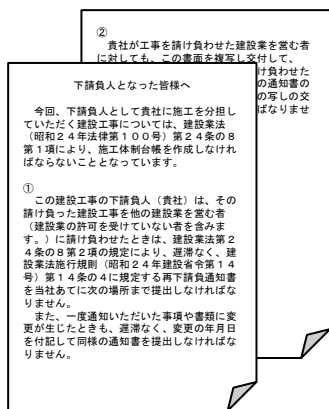 下請負人となった皆様へ
今回、下請負人として貴社に施工を分担し
ていただく建設工事については、建設業法
（昭和２４年法律第１００号）第２４条の８
第１項により、施工体制台帳を作成しなけれ
ばならないこととなっています。
①
この建設工事の下請負人（貴社）は、その
請け負った建設工事を他の建設業を営む者
（建設業の許可を受けていない者を含みま
す。）に請け負わせたときは、建設業法第２
４条の８第２項の規定により、遅滞なく、建
設業法施行規則（昭和２４年建設省令第１４
号）第１４条の４に規定する再下請負通知書
を当社あてに次の場所まで提出しなければな
りません。
また、一度通知いただいた事項や書類に変
更が生じたときも、遅滞なく、変更の年月日
を付記して同様の通知書を提出しなければな
りません。
②
貴社が工事を請け負わせた建設業を営む者
に対しても、この書面を複写し交付して、
け負わせた
の通知書の
の写しの交
ばなりませ